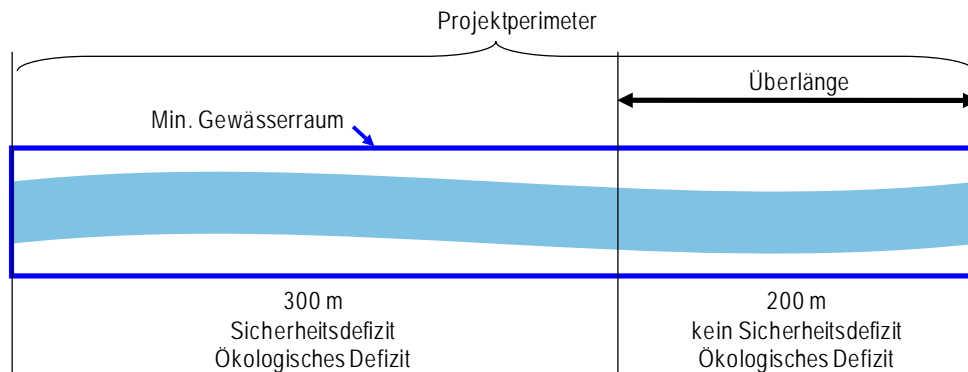 Projektperimeter
Überlänge
Min. Gewässerraum
300 m
Sicherheitsdefizit
Ökologisches Defizit
200 m
kein Sicherheitsdefizit
Ökologisches Defizit